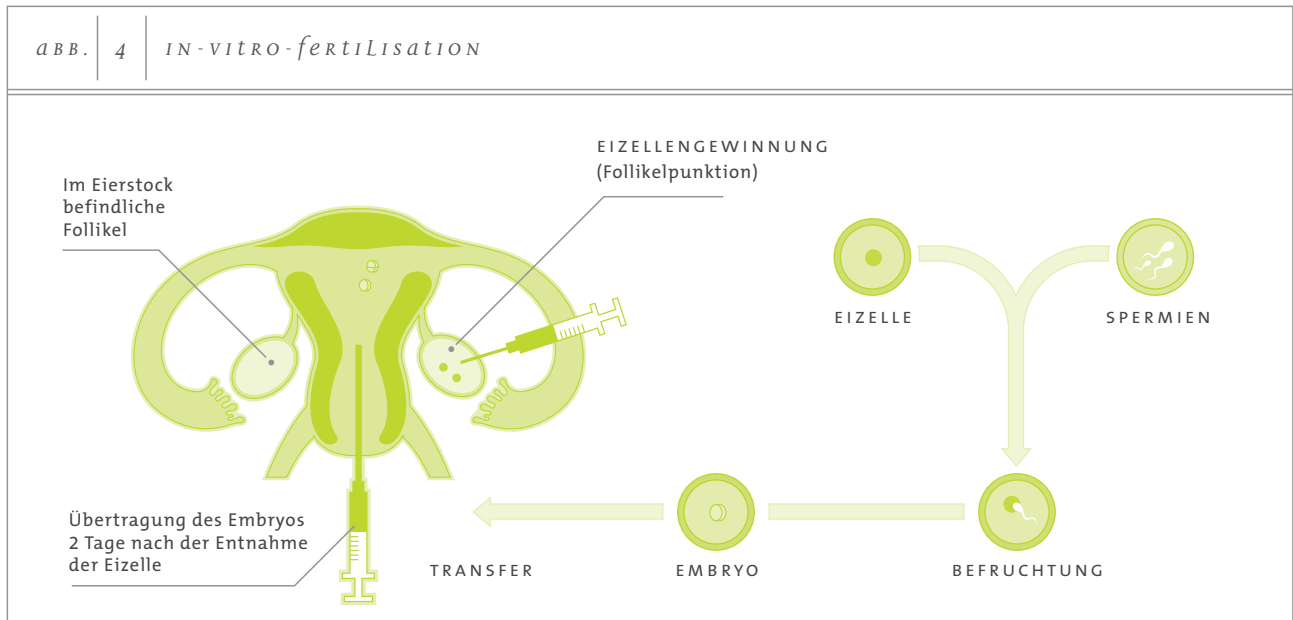 ABB. 4 IN-VITRO-FERTILISATION
EIZELLENGEWINNUNG
(Follikelpunktion)
Im Eierstock
befindliche
Follikel
EIZELLE
SPERMIEN
Übertragung des Embryos
2 Tage nach der Entnahme
der Eizelle
TRANSFER
EMBRYO
BEFRUCHTUNG